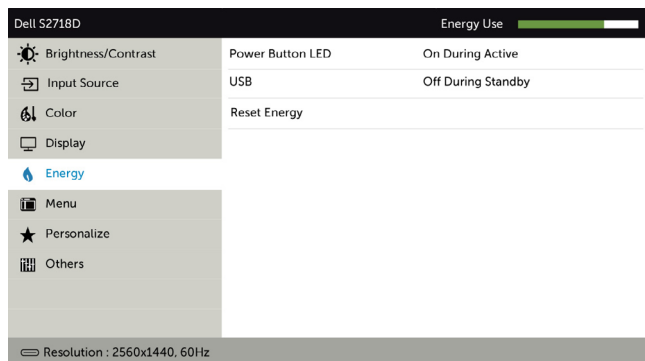 Dell S2718D Energy Use
Brightness/Contrast Power Button LED On During Active
Input Source USB Off During Standby
Color Reset Energy
Display
Energy
Menu
Personalize
Others
Resolution : 2560x1440, 60Hz